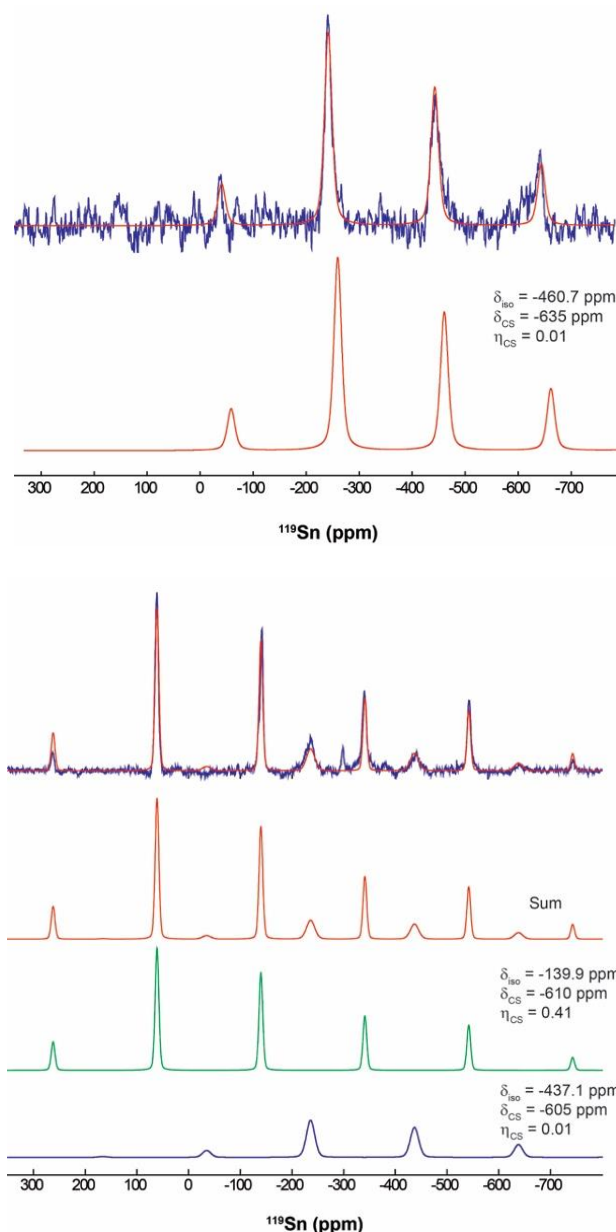 δiso = -460.7 ppm
δCS = -635 ppm
ηCS = 0.01
300 200 100 0 -100 -200 -300 -400 -500 -600 -700
119Sn (ppm)
Sum
δiso = -139.9 ppm
δCS = -610 ppm
ηCS = 0.41
δiso = -437.1 ppm
δCS = -605 ppm
ηCS = 0.01
300 200 100 0 -100 -200 -300 -400 -500 -600 -700
119Sn (ppm)